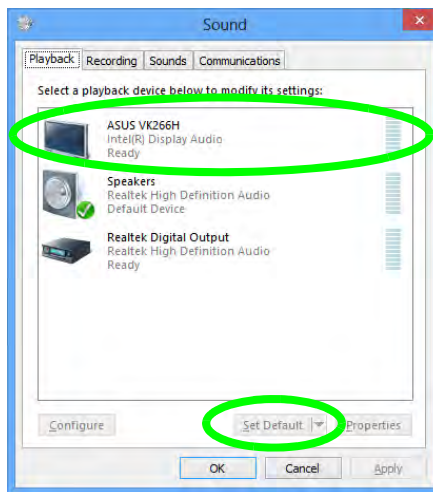 Sound
Playback Recording Sounds Communications
Select a playback device below to modify its settings:
ASUS VK266H
Intel(R) Display Audio
Ready
Speakers
Realtek High Definition Audio
Default Device
Realtek Digital Output
Realtek High Definition Audio
Ready
Configure Set Default Properties
OK Cancel Apply